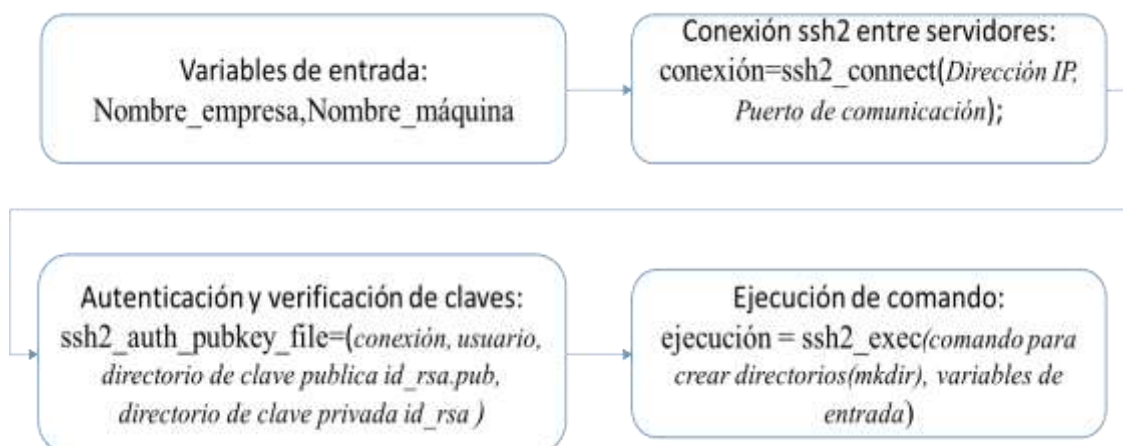 Variables de entrada:
Nombre_empresa,Nombre_máquina
Conexión ssh2 entre servidores:
conexión=ssh2_connect(Dirección IP,
Puerto de comunicación);
Autenticación y verificación de claves:
ssh2_auth_pubkey_file=(conexión, usuario,
directorio de clave publica id_rsa.pub,
directorio de clave privada id_rsa )
Ejecución de comando:
ejecución = ssh2_exec(comando para
crear directorios(mkdir), variables de
entrada)